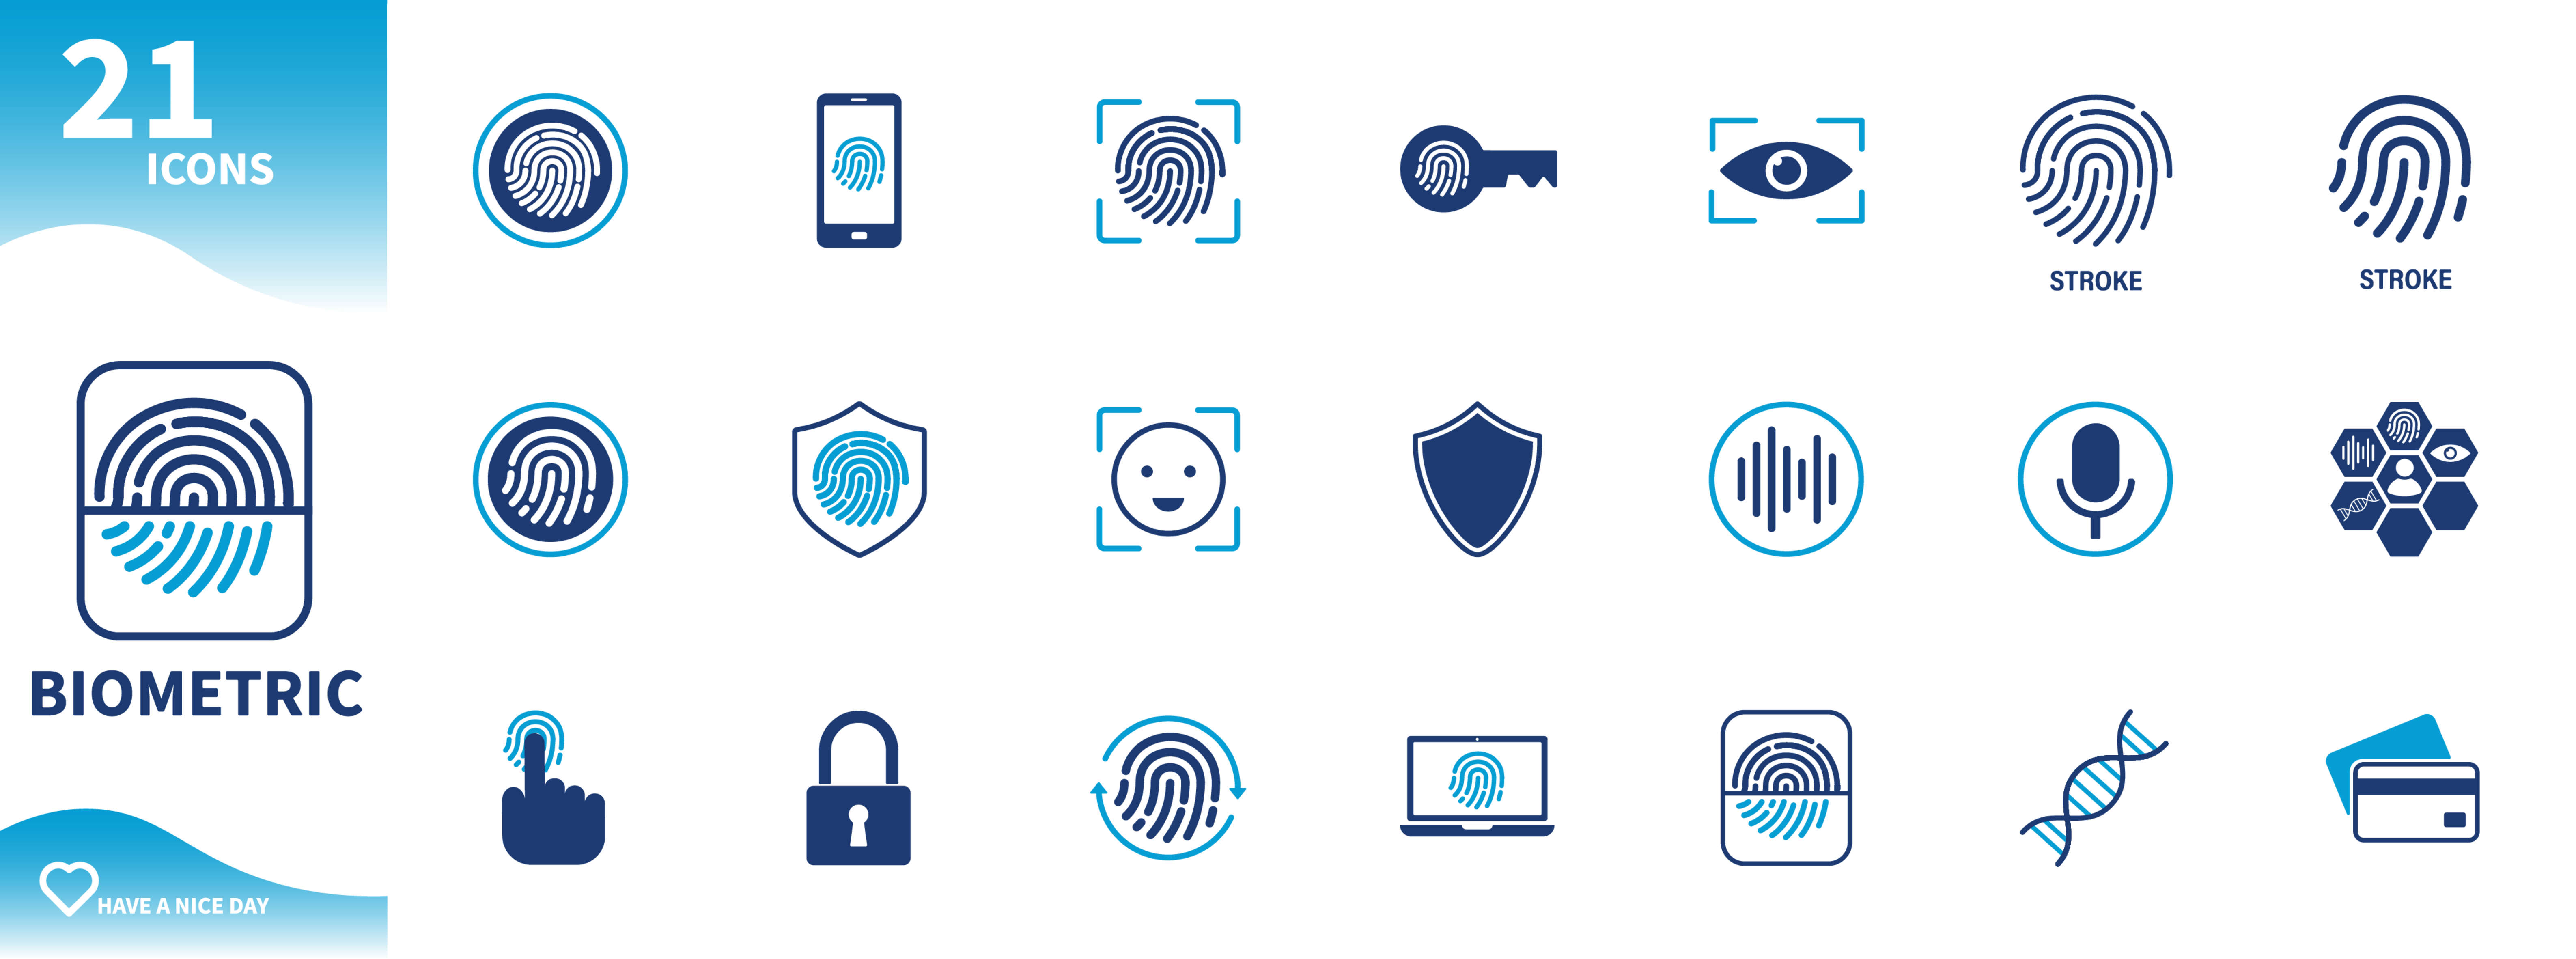 21
ICONS
STROKE
STROKE
BIOMETRIC
HAVE A NICE DAY